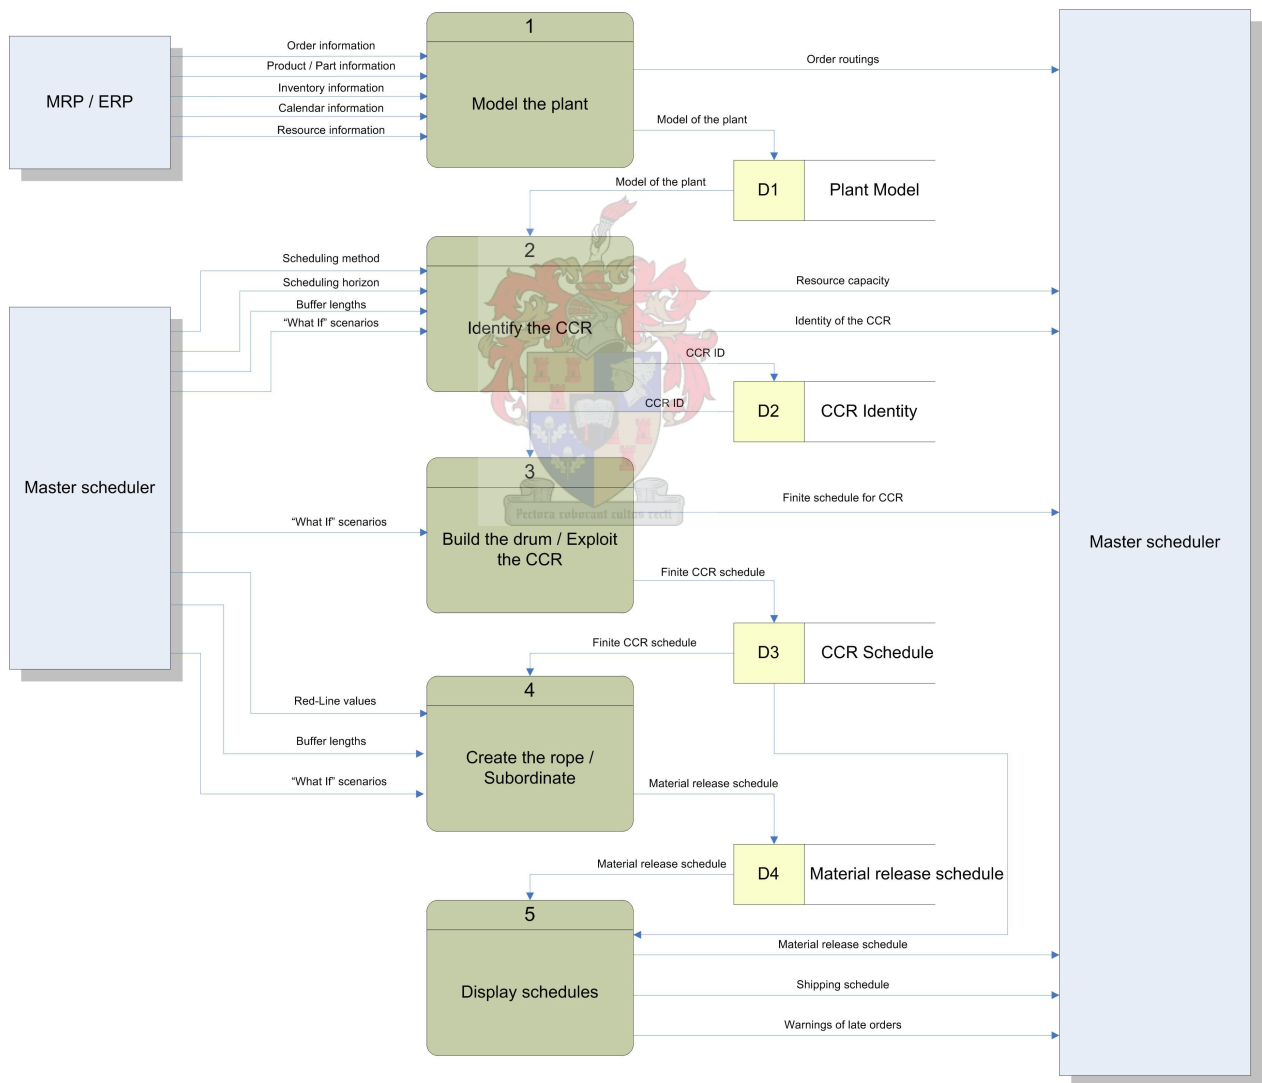 1
Model the plant
MRP / ERP
Order information
Product / Part information
Inventory information
Calendar information
Resource information
Order routings
Model of the plant
D1
Plant Model
Model of the plant
2
Identify the CCR
Scheduling method
Scheduling horizon
Buffer lengths
“What If” scenarios
Resource capacity
Identity of the CCR
CCR ID
D2
CCR Identity
CCR ID
Master scheduler
3
Build the drum / Exploit
the CCR
“What If” scenarios
Pectora roborant cultus recti
Finite schedule for CCR
Master scheduler
Finite CCR schedule
D3
CCR Schedule
Finite CCR schedule
4
Create the rope /
Subordinate
Red-Line values
Buffer lengths
“What If” scenarios
Material release schedule
D4
Material release schedule
Material release schedule
5
Display schedules
Material release schedule
Shipping schedule
Warnings of late orders